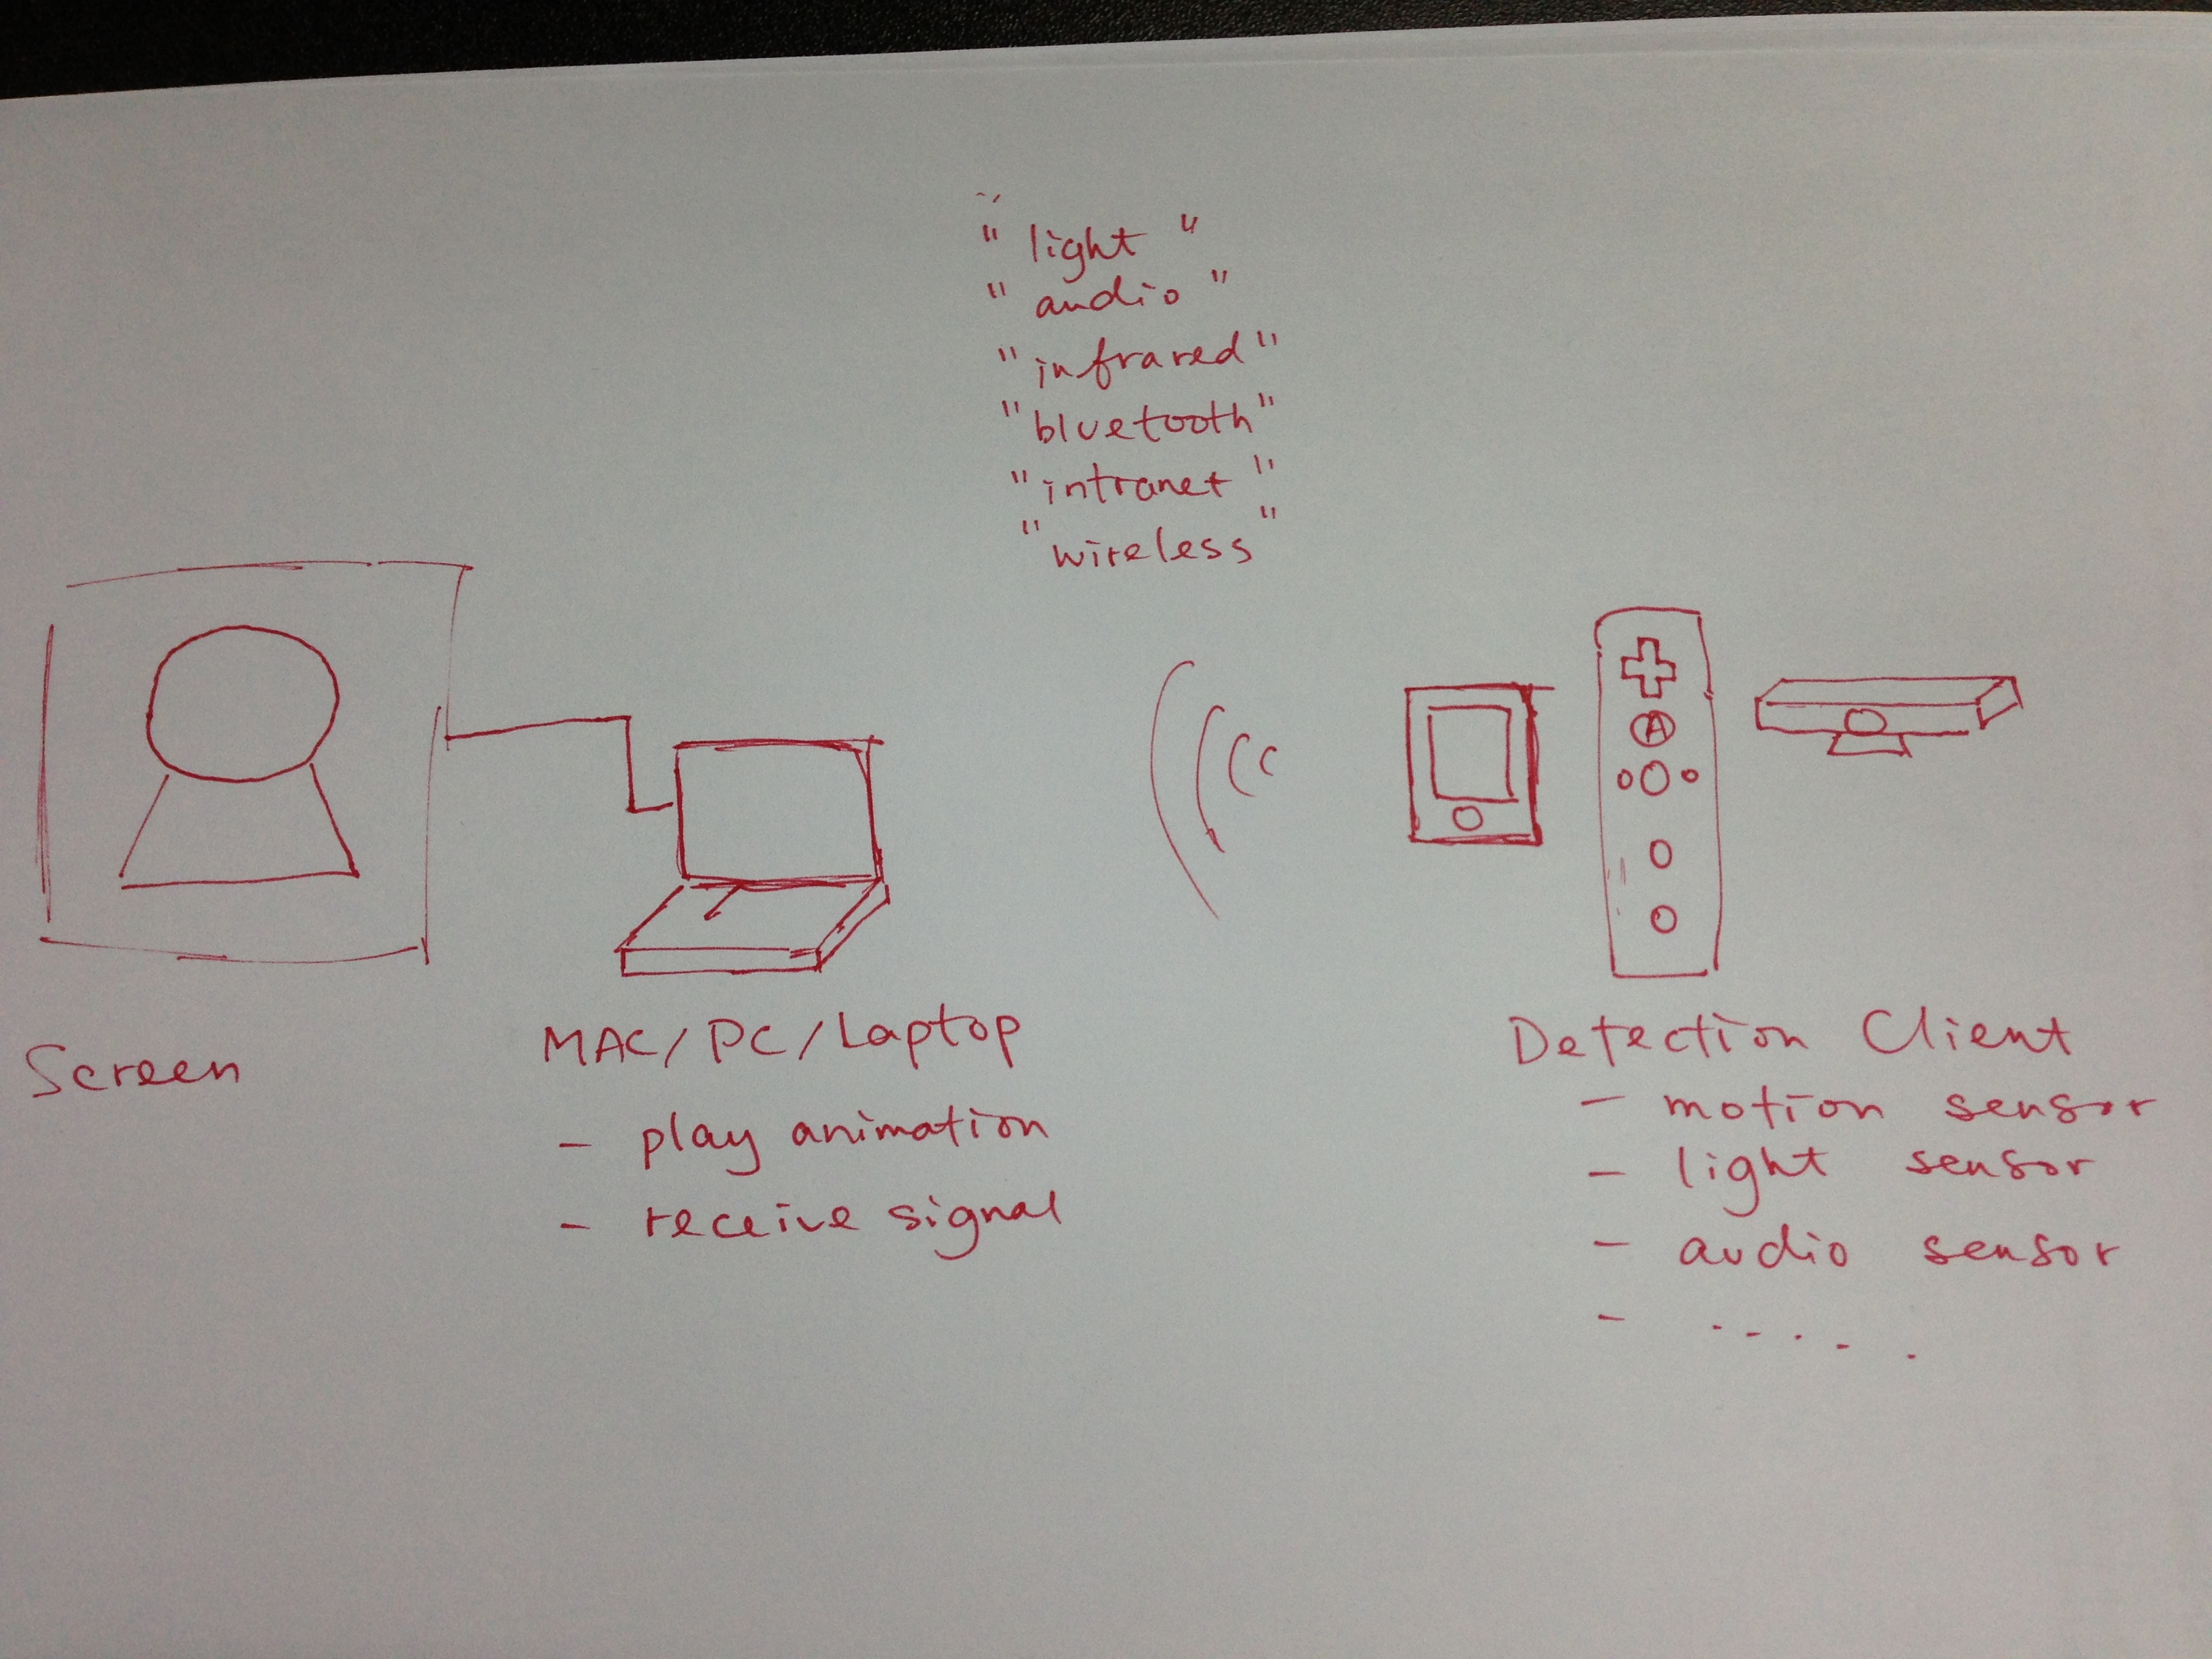 "light"
"audio"
"infrared"
"bluetooth"
"intranet"
"wireless"
A
Screen
MAC/PC/Laptop
- play animation
- receive signal
Detection Client
- motion sensor
- light sensor
- audio sensor
- .....